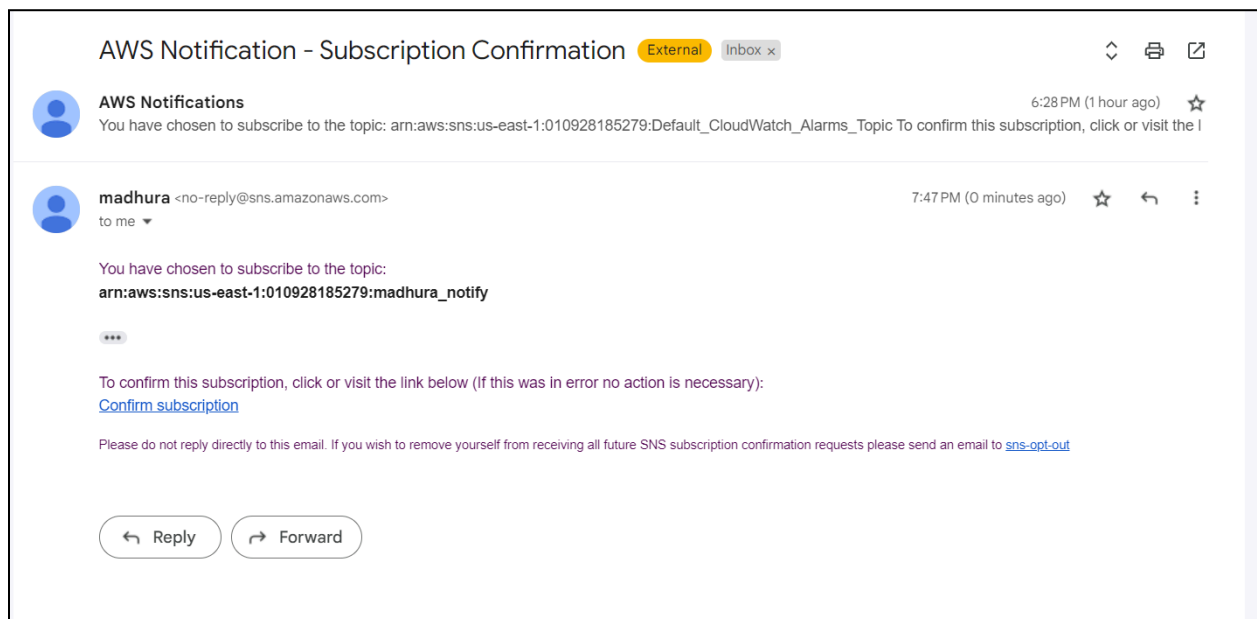 AWS Notification - Subscription Confirmation External Inbox x
AWS Notifications 6:28 PM (1 hour ago)
You have chosen to subscribe to the topic: arn:aws:sns:us-east-1:010928185279:Default_CloudWatch_Alarms_Topic To confirm this subscription, click or visit the l
madhura <no-reply@sns.amazonaws.com> 7:47 PM (0 minutes ago)
to me
You have chosen to subscribe to the topic:
arn:aws:sns:us-east-1:010928185279:madhura_notify
To confirm this subscription, click or visit the link below (If this was in error no action is necessary):
Confirm subscription
Please do not reply directly to this email. If you wish to remove yourself from receiving all future SNS subscription confirmation requests please send an email to sns-opt-out
Reply Forward